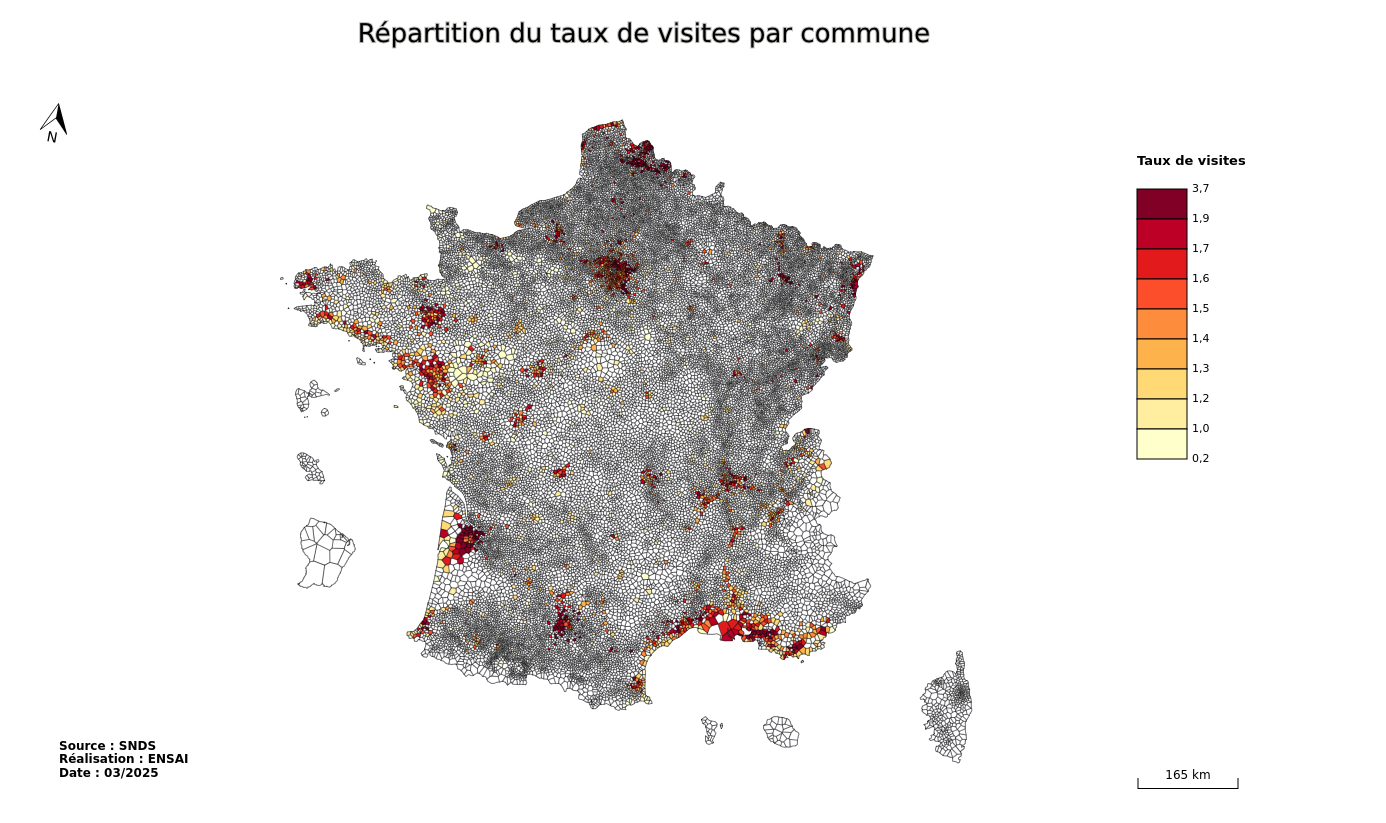 Répartition du taux de visites par commune
N
Taux de visites
3,7
1,9
1,7
1,6
1,5
1,4
1,3
1,2
1,0
0,2
Source : SNDS
Réalisation : ENSAI
Date : 03/2025
165 km